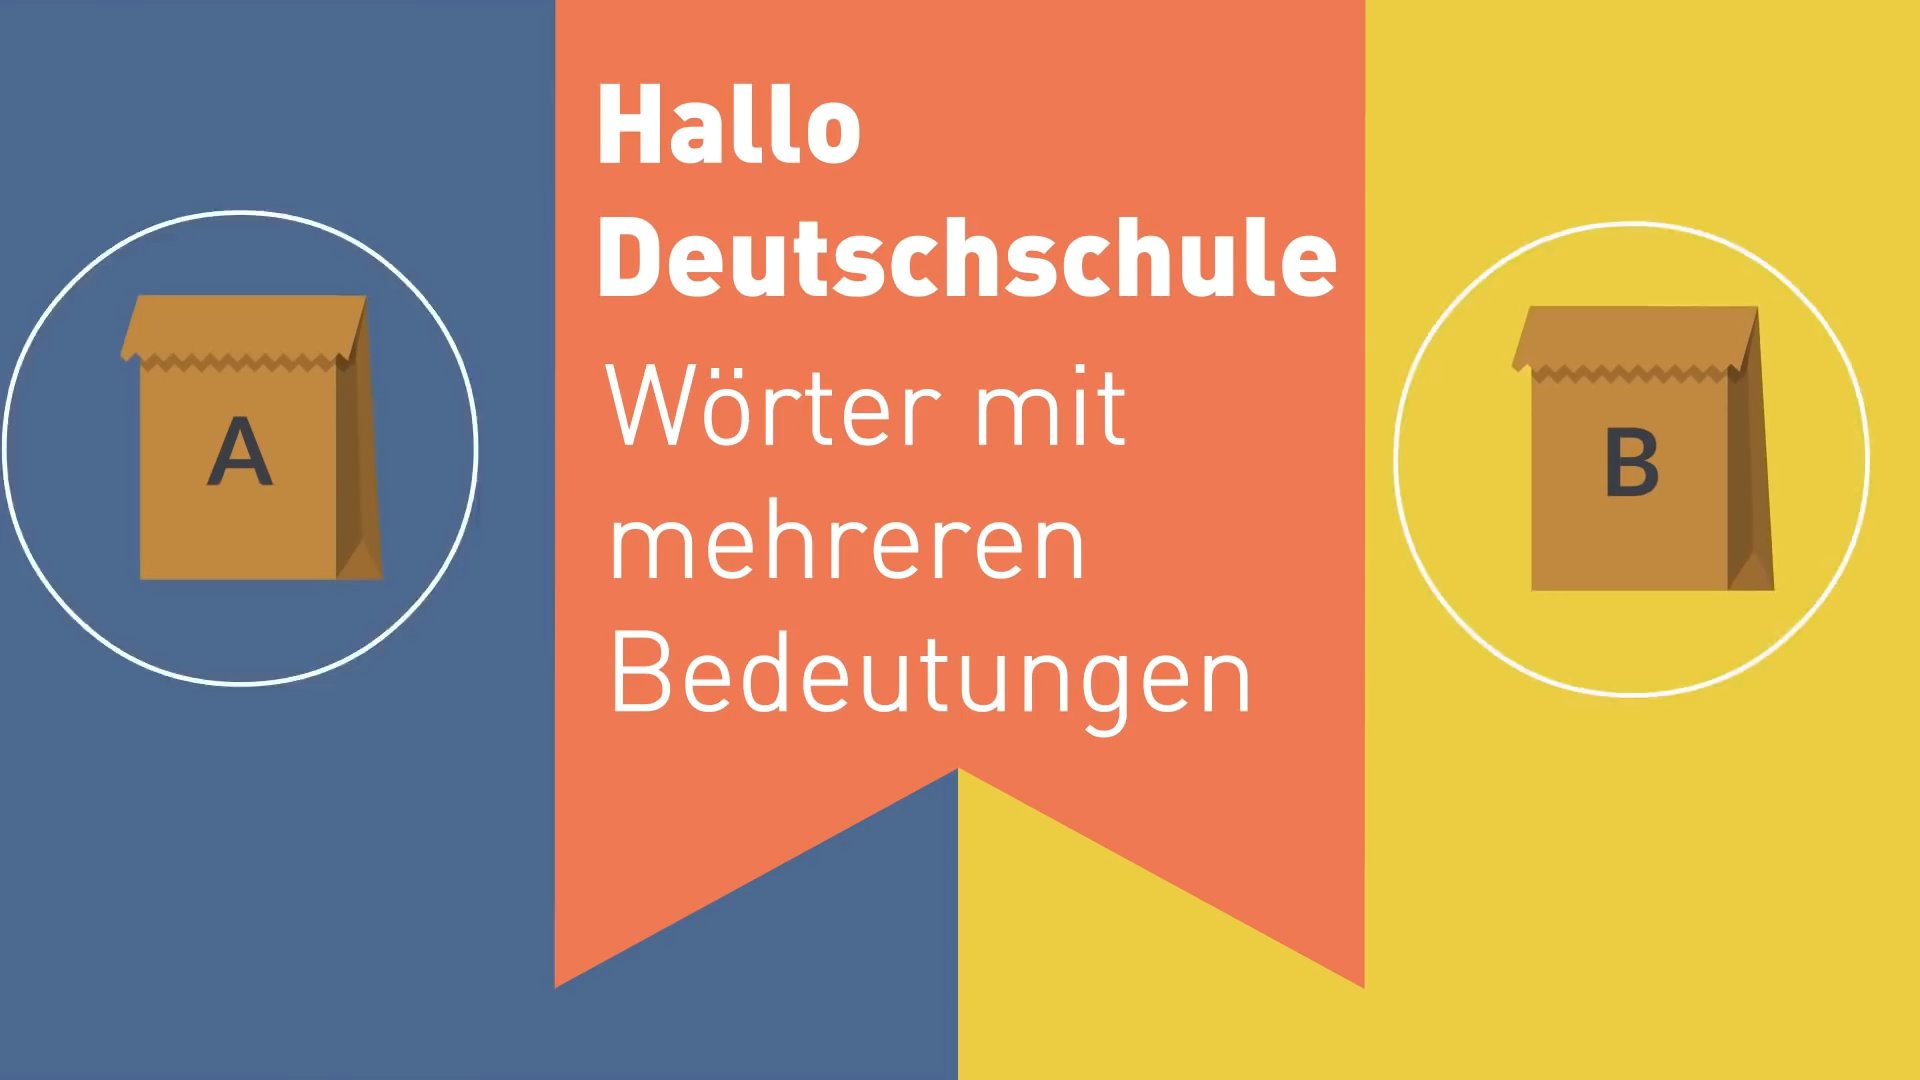 Hallo
Deutschschule
Wörter mit
mehreren
Bedeutungen
A
B